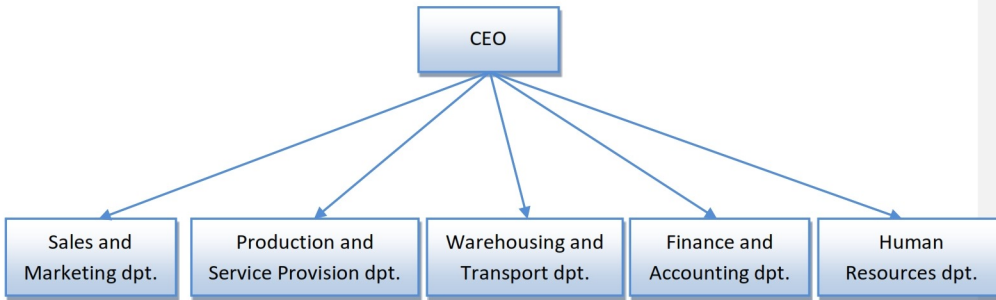 CEO
Sales and
Marketing dpt.
Production and
Service Provision dpt.
Warehousing and
Transport dpt.
Finance and
Accounting dpt.
Human
Resources dpt.